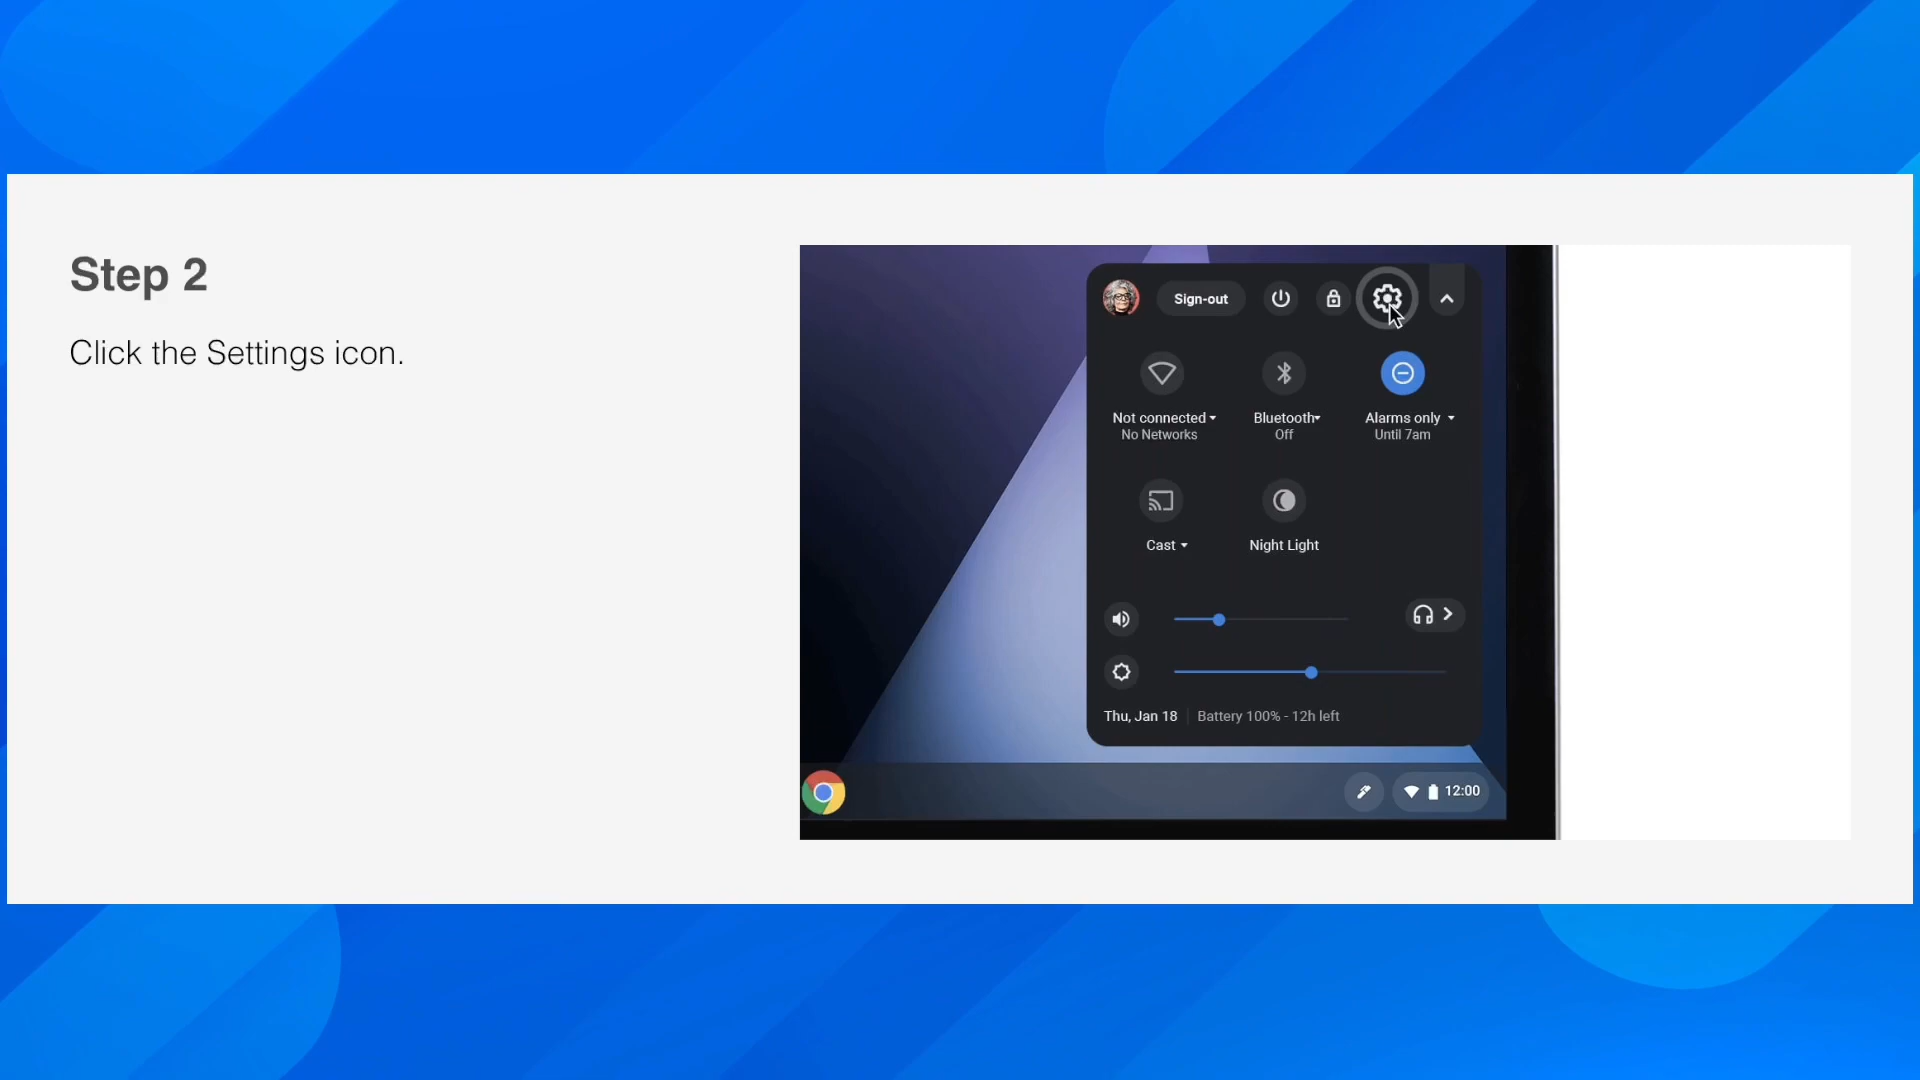 Step 2
Click the Settings icon.
Sign-out
Not connected
No Networks
Bluetooth
Off
Alarms only
Until 7am
Cast
Night Light
Thu, Jan 18 | Battery 100% - 12h left
12:00